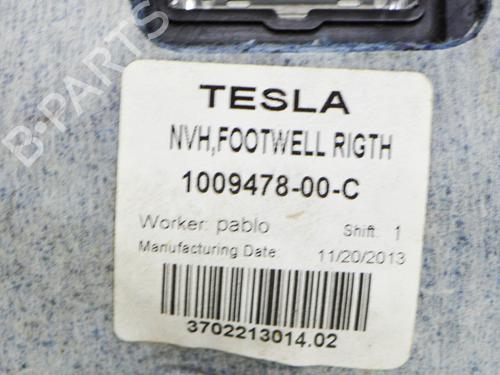 B-PARTS
TESLA
NVH,FOOTWELL RIGTH
1009478-00-C
Worker: pablo Shift: 1
Manufacturing Date: 11/20/2013
3702213014.02